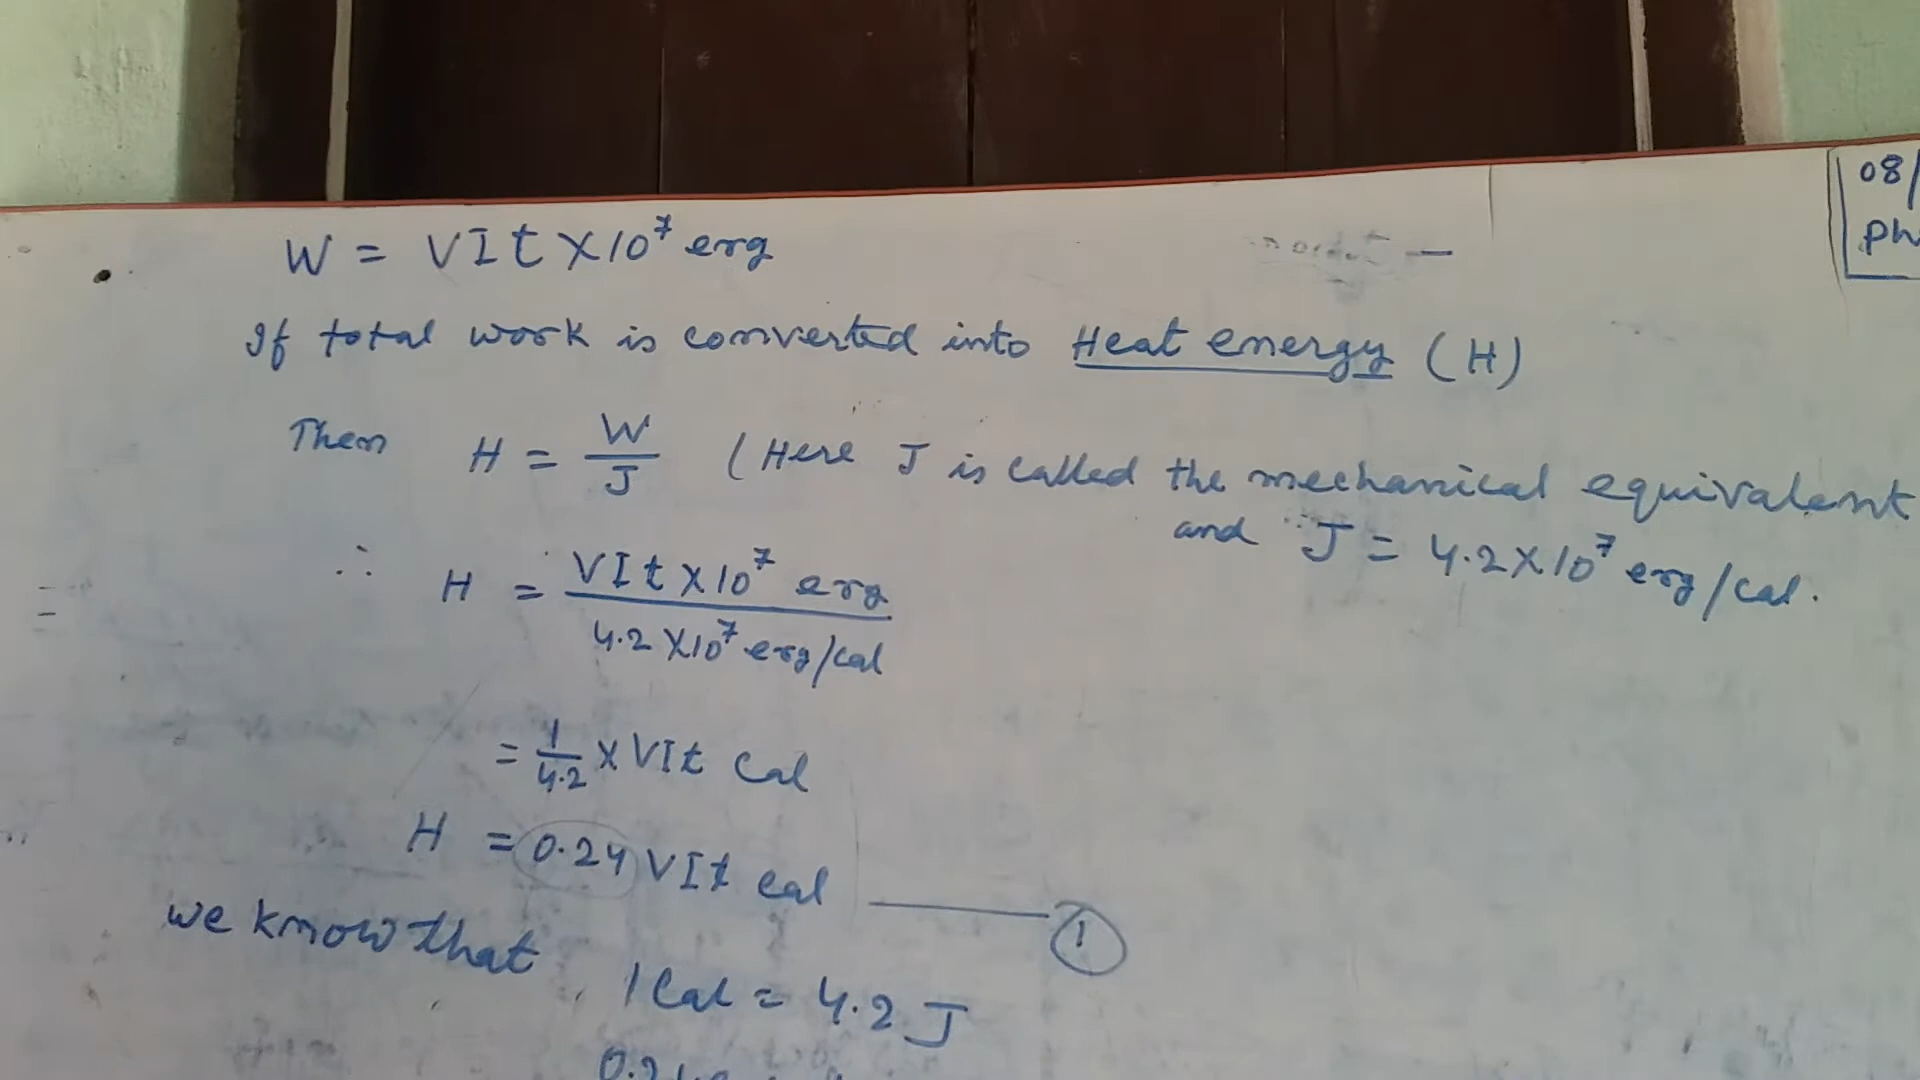 08/
Ph
W = VIt × 10⁷ erg
If total work is converted into Heat energy (H)
Then H = W/J (Here J is called the mechanical equivalent
and J = 4.2 × 10⁷ erg/cal.
∴ H = VIt × 10⁷ erg
4.2 × 10⁷ erg/cal
= 1/4.2 × VIt Cal
H = 0.24 VIt cal ——— 1
we know that
1 Cal = 4.2 J